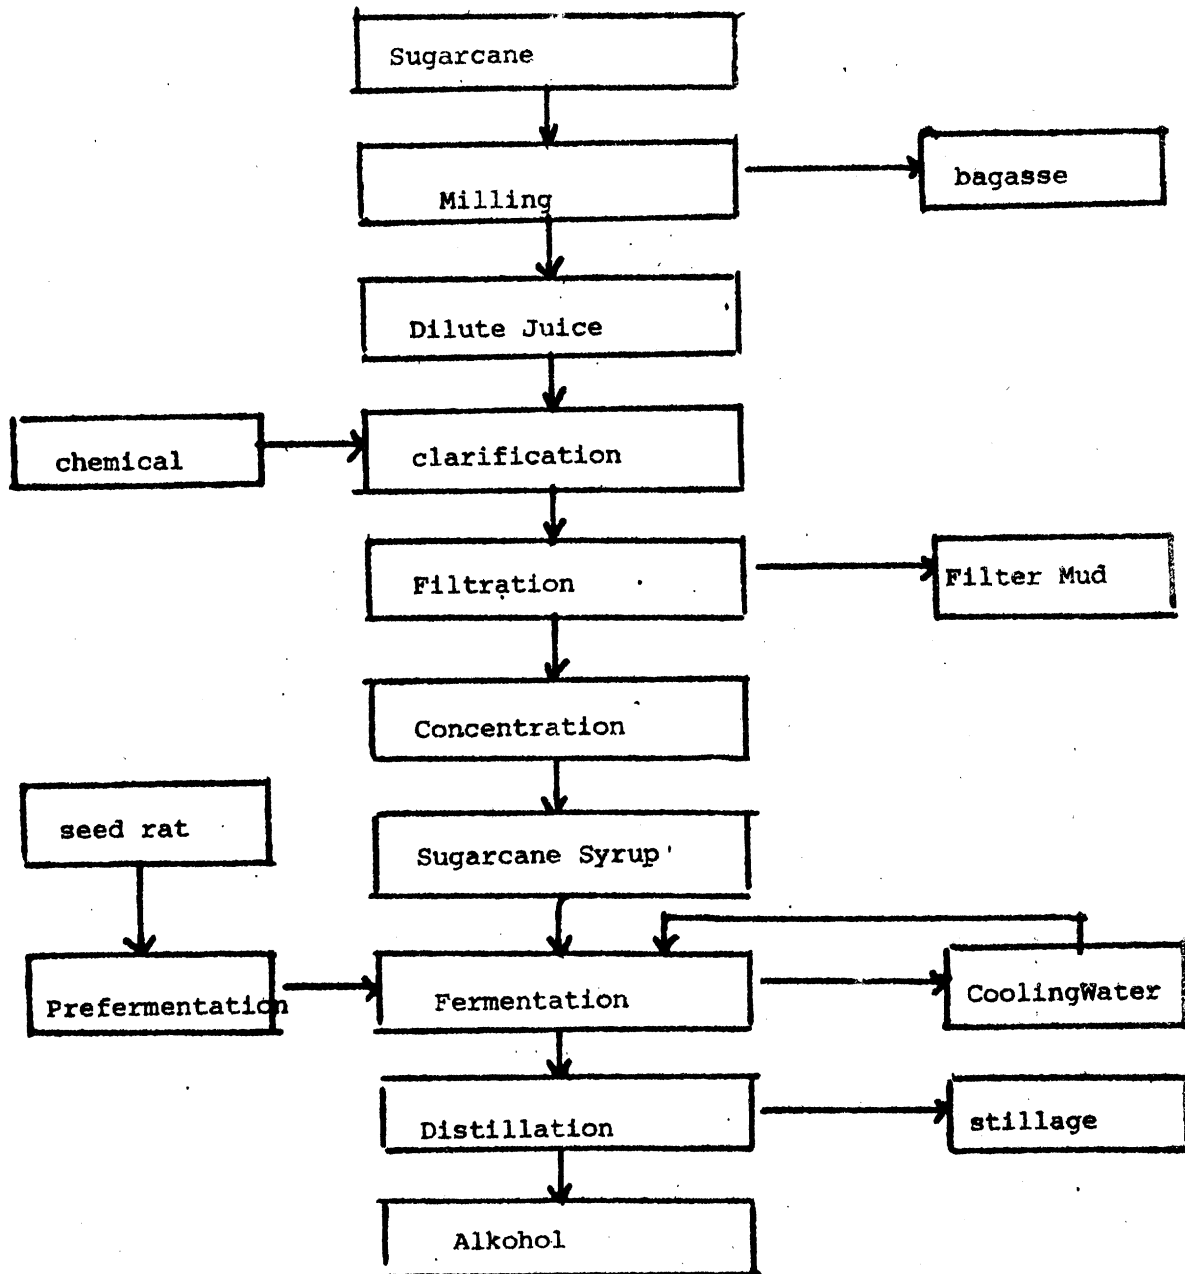 Sugarcane
Milling
bagasse
Dilute Juice
chemical
clarification
Filtration
Filter Mud
Concentration
seed rat
Sugarcane Syrup
Prefermentation
Fermentation
CoolingWater
Distillation
stillage
Alkohol